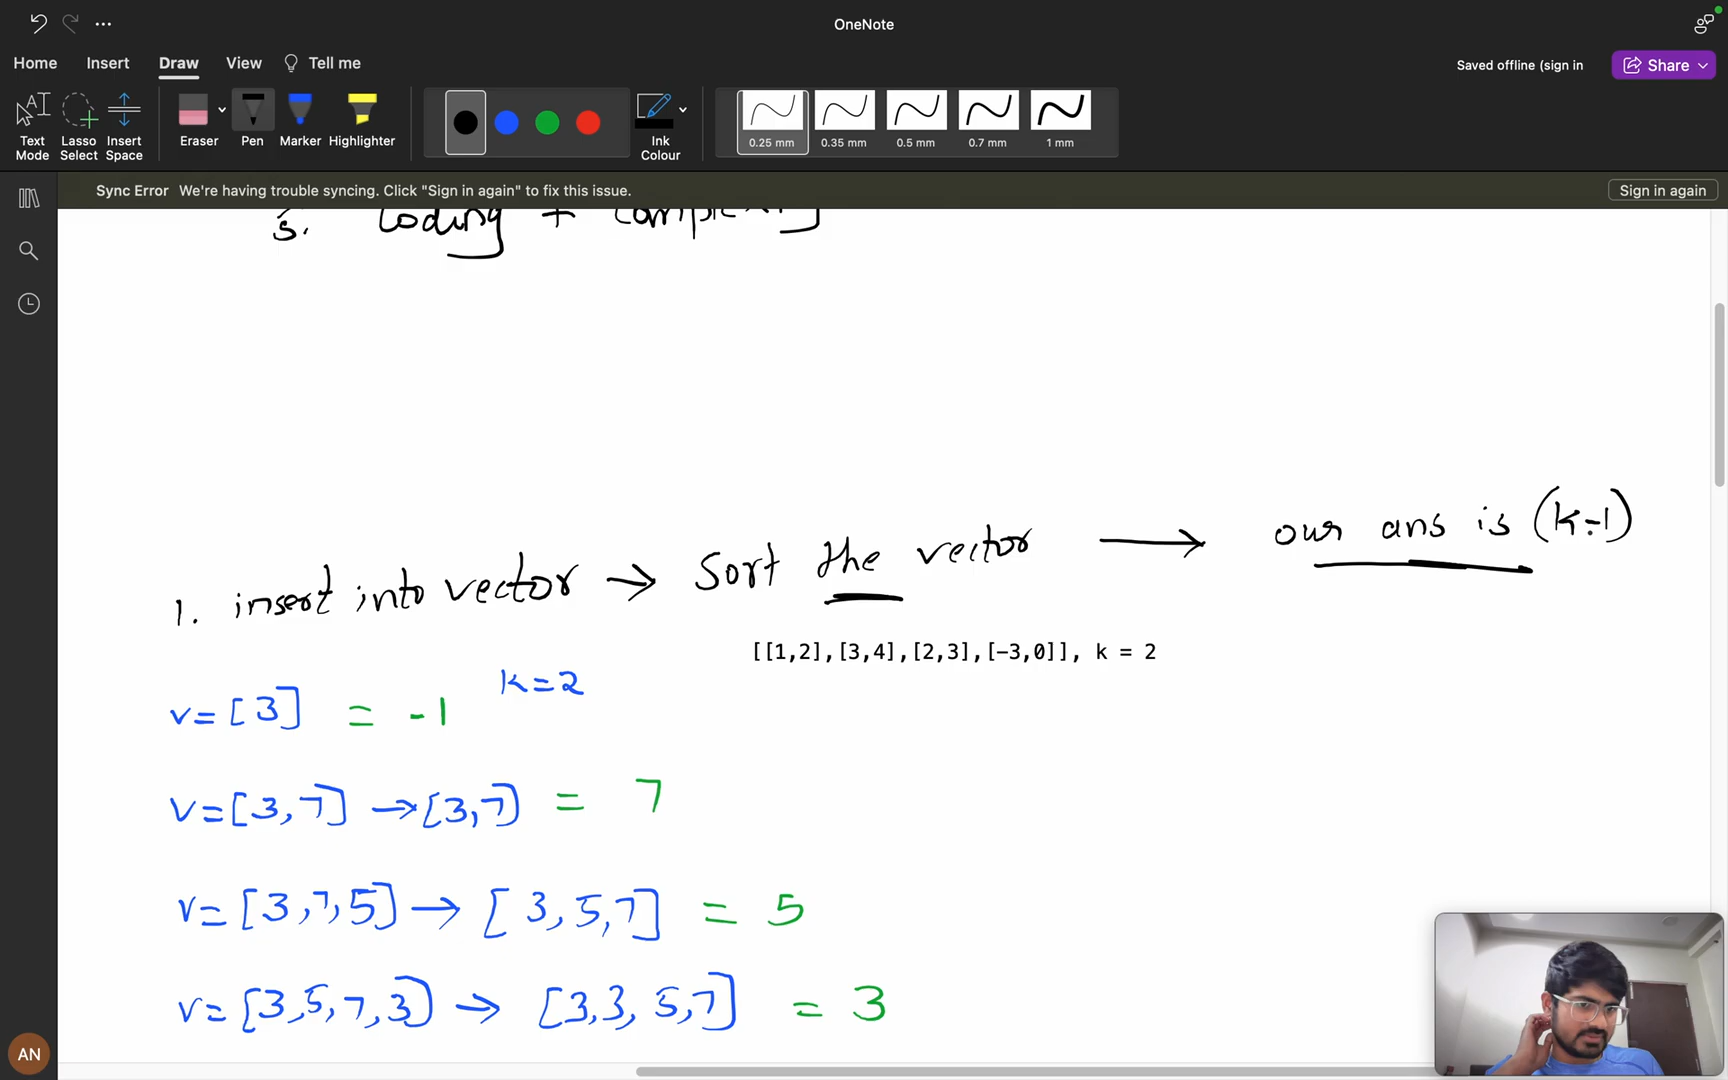 OneNote
Home Insert Draw View Tell me
Saved offline (sign in Share
Text Mode Lasso Select Insert Space Eraser Pen Marker Highlighter Ink Colour 0.25 mm 0.35 mm 0.5 mm 0.7 mm 1 mm
Sync Error We're having trouble syncing. Click "Sign in again" to fix this issue. Sign in again
3. Coding +
1. insert into vector → Sort the vector → our ans is (k-1)
[[1,2],[3,4],[2,3],[-3,0]], k = 2
k=2
v=[3] = -1
v=[3,7] →[3,7] = 7
v=[3,7,5] → [3,5,7] = 5
v=[3,5,7,3] → [3,3,5,7] = 3
AN